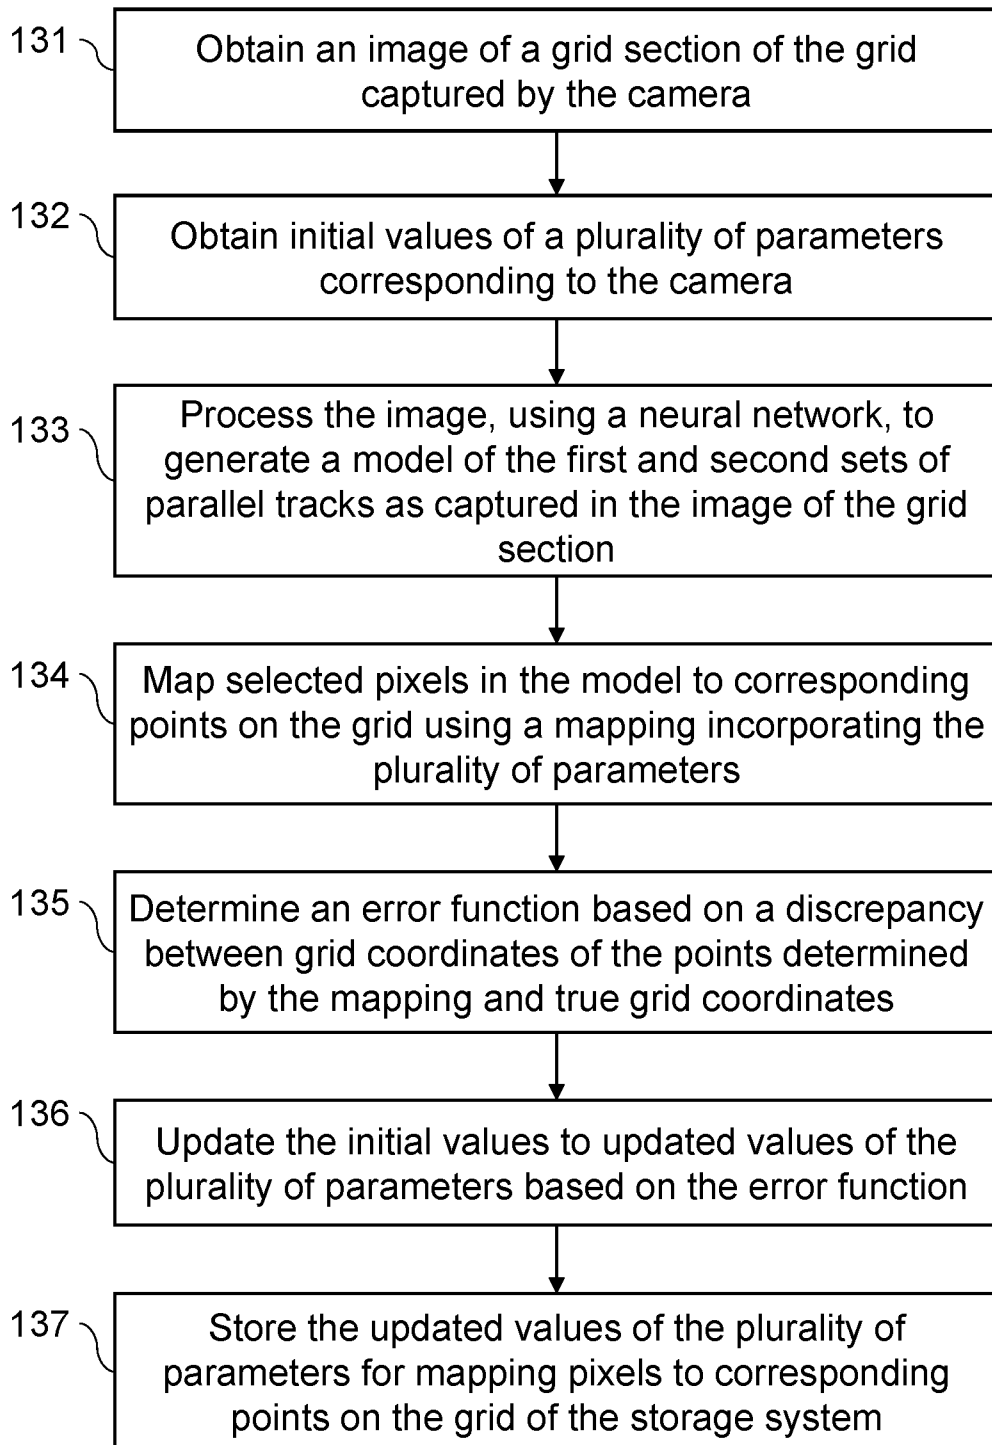 131
Obtain an image of a grid section of the grid
captured by the camera
132
Obtain initial values of a plurality of parameters
corresponding to the camera
133
Process the image, using a neural network, to
generate a model of the first and second sets of
parallel tracks as captured in the image of the grid
section
134
Map selected pixels in the model to corresponding
points on the grid using a mapping incorporating the
plurality of parameters
135
Determine an error function based on a discrepancy
between grid coordinates of the points determined
by the mapping and true grid coordinates
136
Update the initial values to updated values of the
plurality of parameters based on the error function
137
Store the updated values of the plurality of
parameters for mapping pixels to corresponding
points on the grid of the storage system